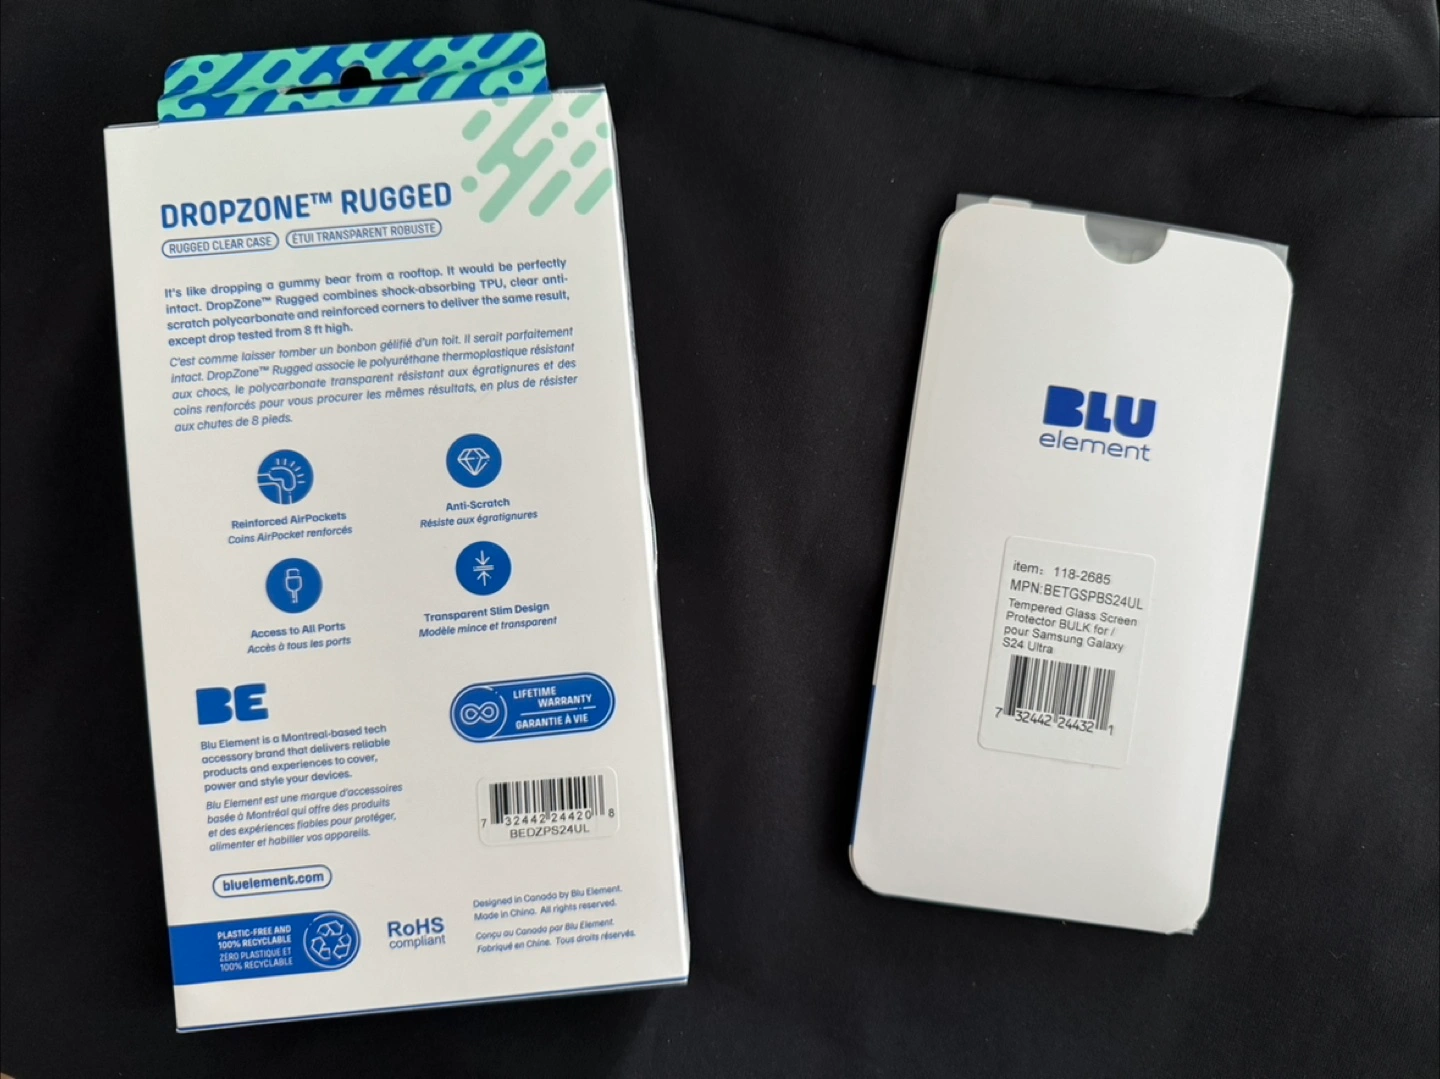 DROPZONE™ RUGGED
RUGGED CLEAR CASE
ÉTUI TRANSPARENT ROBUSTE
It's like dropping a gummy bear from a rooftop. It would be perfectly
intact. DropZone™ Rugged combines shock-absorbing TPU, clear anti-
scratch polycarbonate and reinforced corners to deliver the same result,
except drop tested from 8 ft high.
C'est comme laisser tomber un bonbon gélifié d'un toit. Il serait parfaitement
intact. DropZone™ Rugged associe le polyuréthane thermoplastique résistant
aux chocs, le polycarbonate transparent résistant aux égratignures et des
coins renforcés pour vous procurer les mêmes résultats, en plus de résister
aux chutes de 8 pieds.
Reinforced AirPockets
Coins AirPocket renforcés
Anti-Scratch
Résiste aux égratignures
Access to All Ports
Accès à tous les ports
Transparent Slim Design
Modèle mince et transparent
BE
Blu Element is a Montreal-based tech
accessory brand that delivers reliable
products and experiences to cover,
power and style your devices.
Blu Element est une marque d'accessoires
basée à Montréal qui offre des produits
et des expériences fiables pour protéger,
alimenter et habiller vos appareils.
LIFETIME
WARRANTY
GARANTIE À VIE
7 32442 24420 8
BEDZPS24UL
bluelement.com
PLASTIC-FREE AND
100% RECYCLABLE
ZÉRO PLASTIQUE ET
100% RECYCLABLE
RoHS
compliant
Designed in Canada by Blu Element.
Made in China. All rights reserved.
Conçu au Canada par Blu Element.
Fabriqué en Chine. Tous droits réservés.
BLU
element
item: 118-2685
MPN:BETGSPBS24UL
Tempered Glass Screen
Protector BULK for /
pour Samsung Galaxy
S24 Ultra
7 32442 24432 1